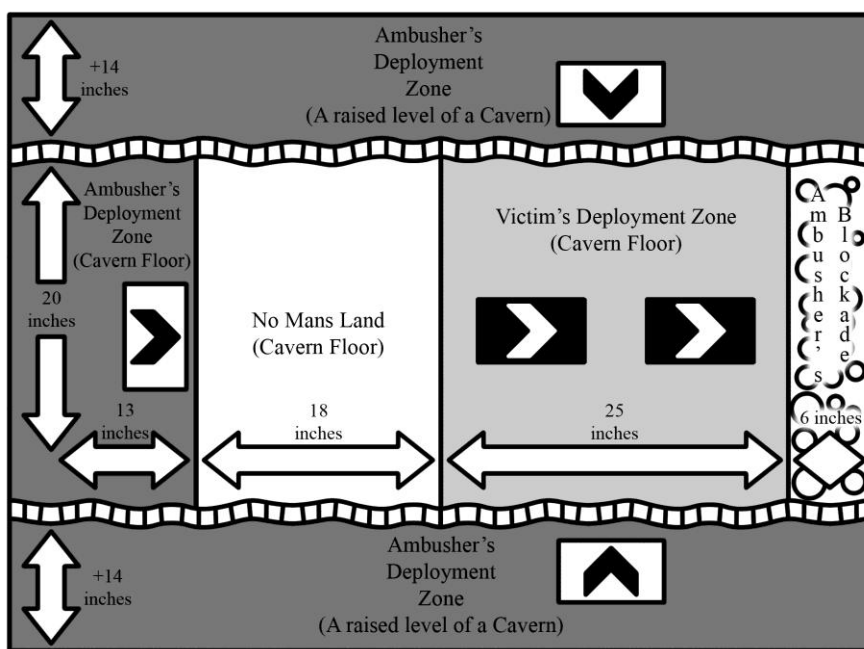 Ambusher's
Deployment
Zone
(A raised level of a Cavern)
+14
inches
Ambusher's
Deployment
Zone
(Cavern Floor)
20
inches
13
inches
No Mans Land
(Cavern Floor)
18
inches
Victim's Deployment Zone
(Cavern Floor)
25
inches
Ambusher's
Blockade
6 inches
Ambusher's
Deployment
Zone
(A raised level of a Cavern)
+14
inches